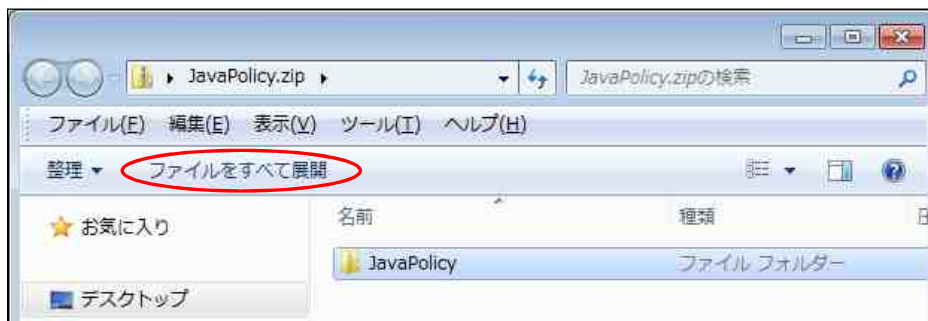 JavaPolicy.zip
JavaPolicy.zipの検索
ファイル(F) 編集(E) 表示(V) ツール(T) ヘルプ(H)
整理 ファイルをすべて展開
お気に入り
デスクトップ
名前 種類
JavaPolicy ファイル フォルダー